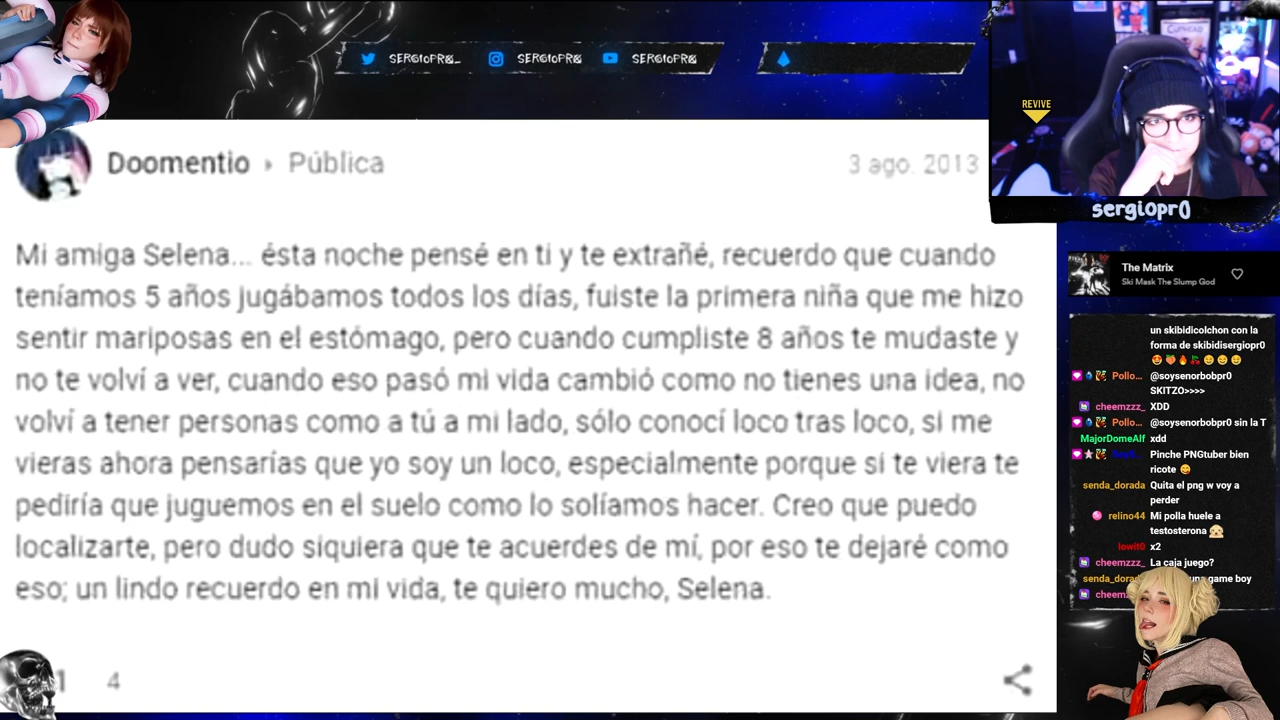 SERGIOPR0_
SERGIOPR0
SERGIOPR0
REVIVE
sergiopr0
Doomentio
Pública
3 ago. 2013
Mi amiga Selena... ésta noche pensé en ti y te extrañé, recuerdo que cuando
teníamos 5 años jugábamos todos los días, fuiste la primera niña que me hizo
sentir mariposas en el estómago, pero cuando cumpliste 8 años te mudaste y
no te volví a ver, cuando eso pasó mi vida cambió como no tienes una idea, no
volví a tener personas como a tú a mi lado, sólo conocí loco tras loco, si me
vieras ahora pensarías que yo soy un loco, especialmente porque si te viera te
pediría que juguemos en el suelo como lo solíamos hacer. Creo que puedo
localizarte, pero dudo siquiera que te acuerdes de mí, por eso te dejaré como
eso; un lindo recuerdo en mi vida, te quiero mucho, Selena.
1
4
The Matrix
Ski Mask The Slump God
un skibidicolchon con la
forma de skibidisergiopr0
Pollo... @soysenorbobpr0
SKITZO>>>>
cheemzzz_ XDD
Pollo... @soysenorbobpr0 sin la T
MajorDomeAlf xdd
Pinche PNGtuber bien
ricote
senda_dorada Quita el png w voy a
perder
relino44 Mi polla huele a
testosterona
lowit0 x2
cheemzzz_ La caja juego?
senda_dorad una game boy
cheem
CUPHEAD